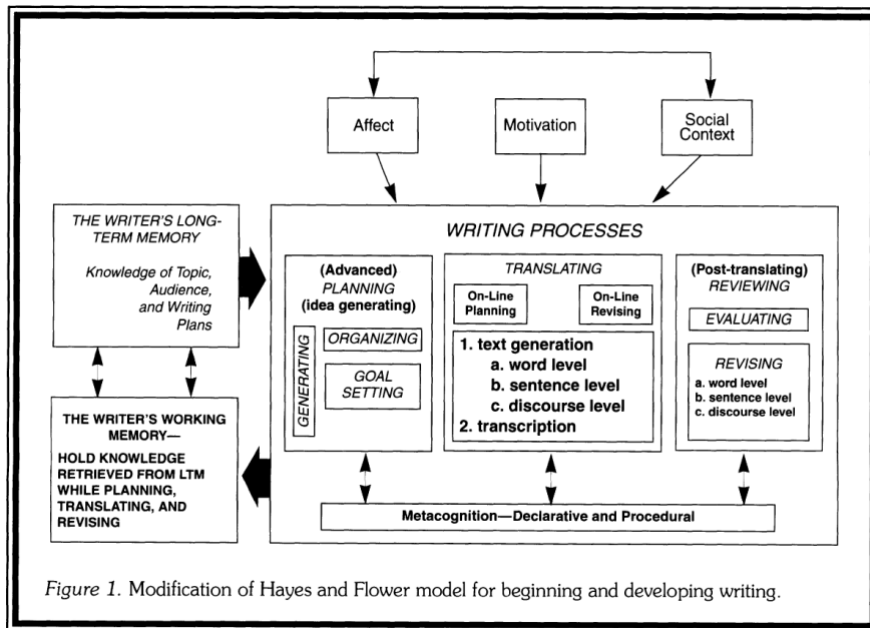 Affect
Motivation
Social
Context
THE WRITER'S LONG-
TERM MEMORY
Knowledge of Topic,
Audience,
and Writing
Plans
THE WRITER'S WORKING
MEMORY—
HOLD KNOWLEDGE
RETRIEVED FROM LTM
WHILE PLANNING,
TRANSLATING, AND
REVISING
WRITING PROCESSES
(Advanced)
PLANNING
(idea generating)
GENERATING
ORGANIZING
GOAL
SETTING
TRANSLATING
On-Line
Planning
On-Line
Revising
1. text generation
a. word level
b. sentence level
c. discourse level
2. transcription
(Post-translating)
REVIEWING
EVALUATING
REVISING
a. word level
b. sentence level
c. discourse level
Metacognition—Declarative and Procedural
Figure 1. Modification of Hayes and Flower model for beginning and developing writing.